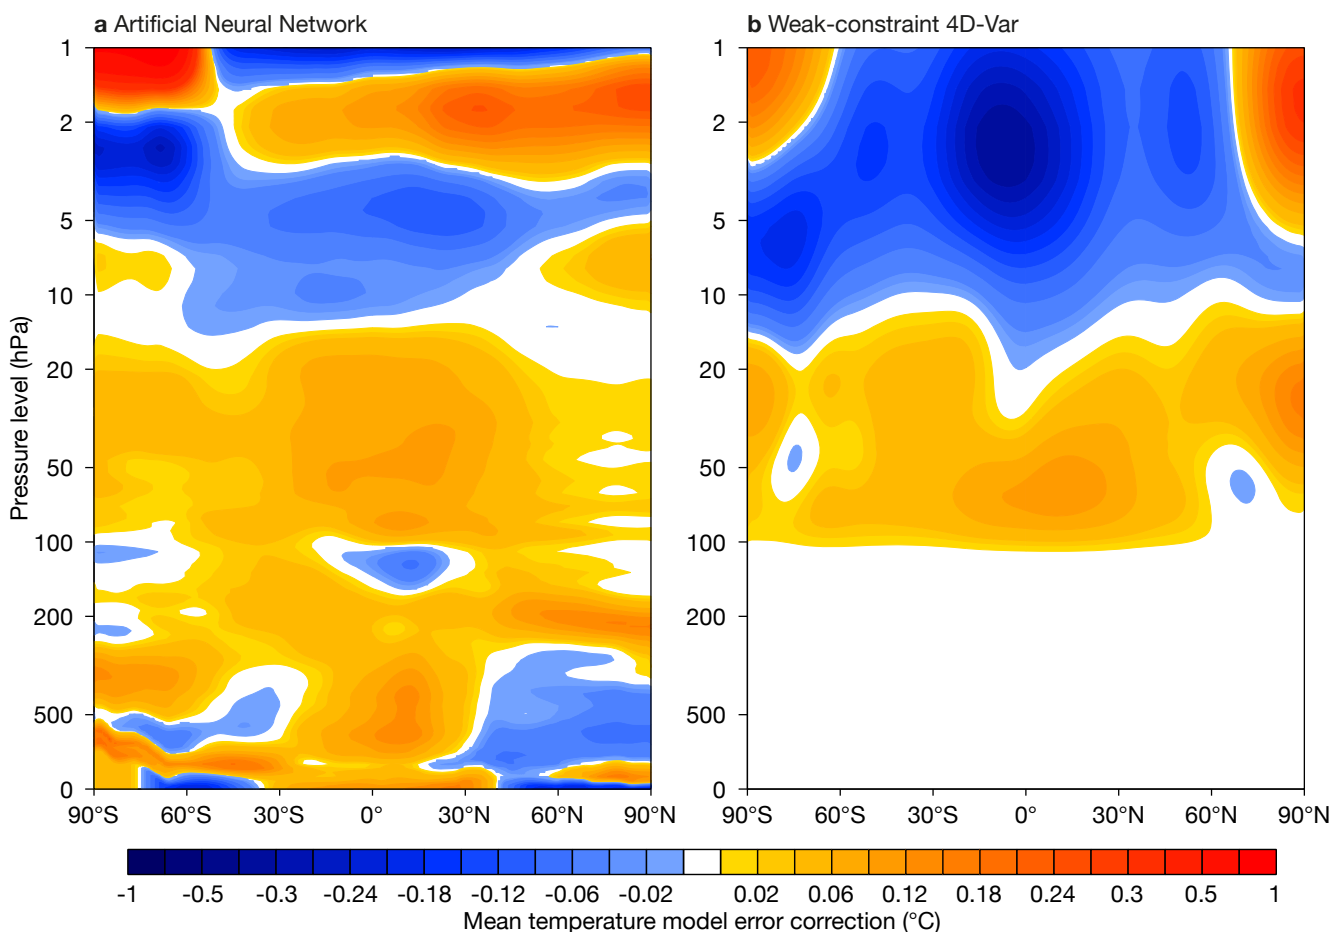 a Artificial Neural Network
b Weak-constraint 4D-Var
Pressure level (hPa)
1
2
5
10
20
50
100
200
500
0
90°S 60°S 30°S 0° 30°N 60°N 90°N
1
2
5
10
20
50
100
200
500
0
90°S 60°S 30°S 0° 30°N 60°N 90°N
-1 -0.5 -0.3 -0.24 -0.18 -0.12 -0.06 -0.02 0.02 0.06 0.12 0.18 0.24 0.3 0.5 1
Mean temperature model error correction (°C)